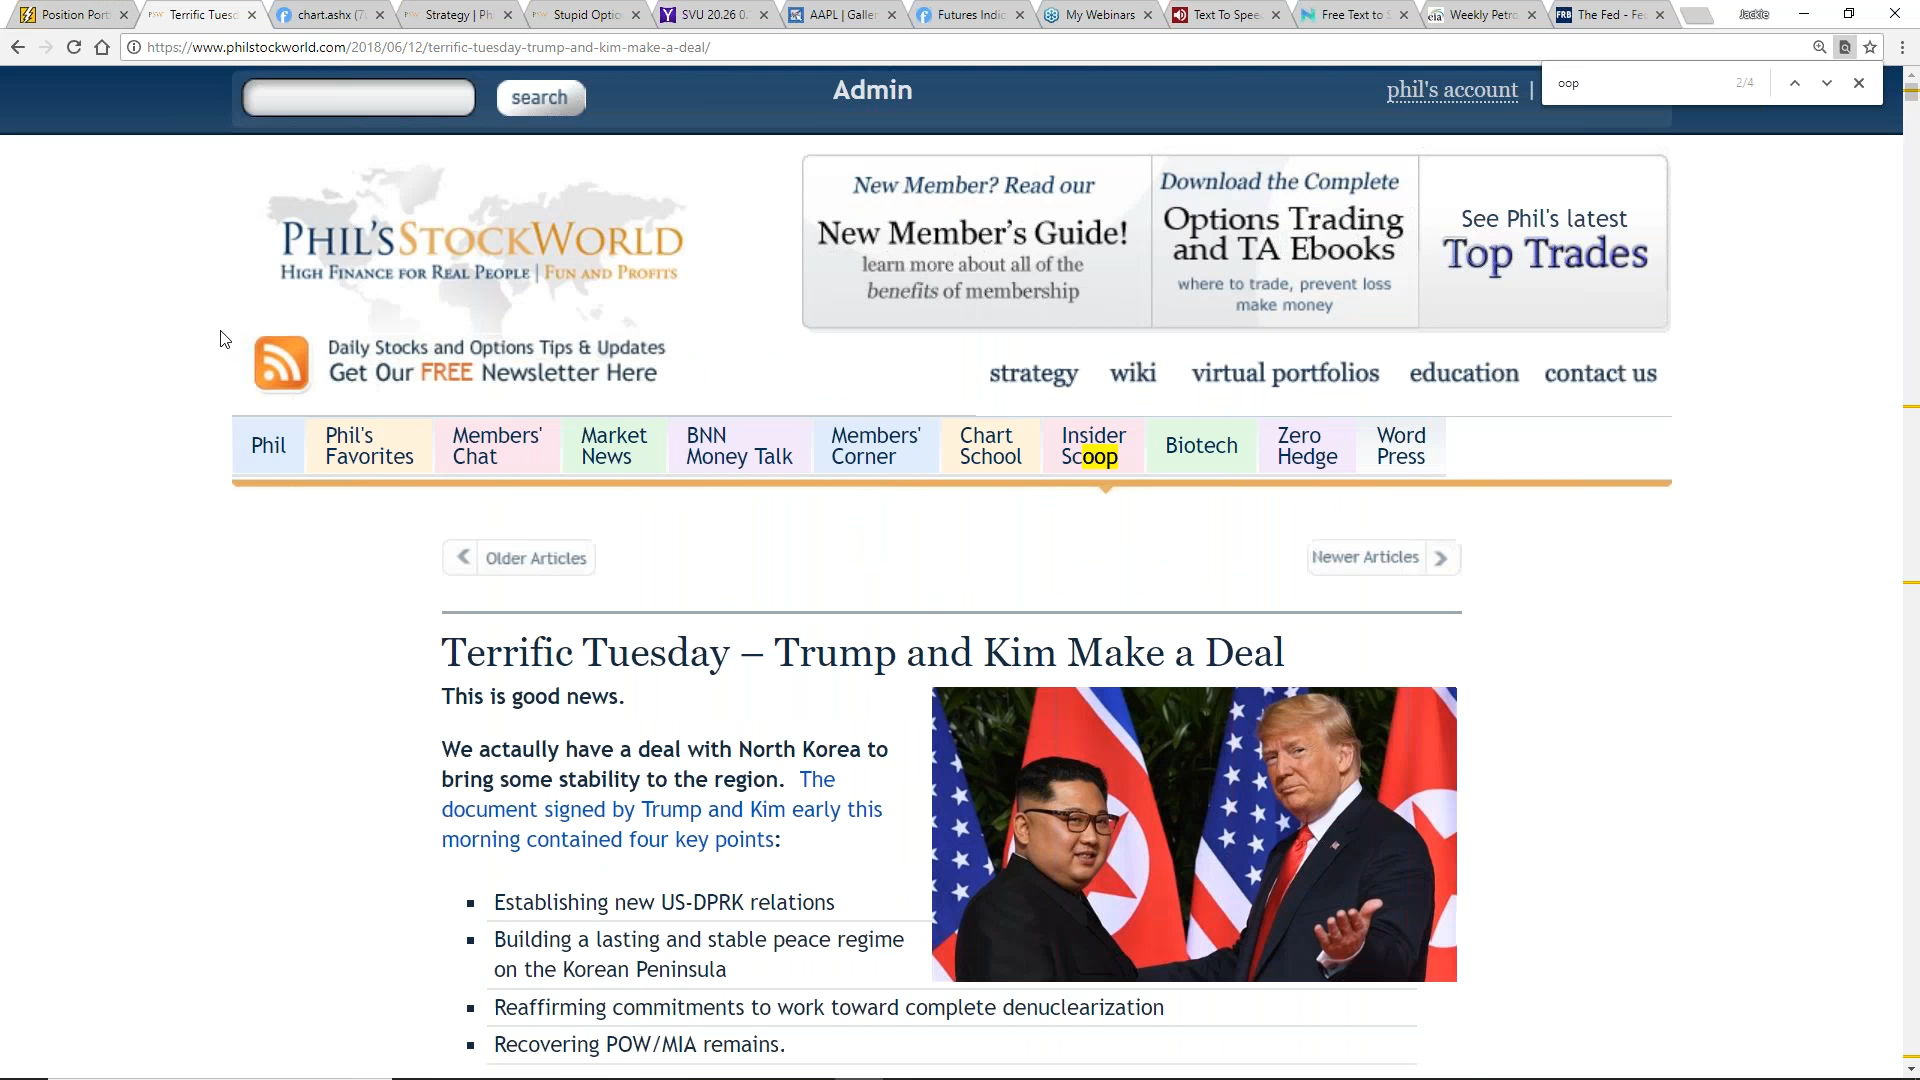 Position Port
Terrific Tuesd
chart.ashx (7
Strategy | Ph
Stupid Optio
SVU 20.26 0.
AAPL | Galler
Futures Indic
My Webinars
Text To Spee
Free Text to S
Weekly Petro
The Fed - Fe
Jackie
https://www.philstockworld.com/2018/06/12/terrific-tuesday-trump-and-kim-make-a-deal/
oop
2/4
search
Admin
phil's account |
PHIL'S STOCKWORLD
HIGH FINANCE FOR REAL PEOPLE | FUN AND PROFITS
Daily Stocks and Options Tips & Updates
Get Our FREE Newsletter Here
New Member? Read our
New Member's Guide!
learn more about all of the
benefits of membership
Download the Complete
Options Trading
and TA Ebooks
where to trade, prevent loss
make money
See Phil's latest
Top Trades
strategy wiki virtual portfolios education contact us
Phil
Phil's
Favorites
Members'
Chat
Market
News
BNN
Money Talk
Members'
Corner
Chart
School
Insider
Scoop
Biotech
Zero
Hedge
Word
Press
Older Articles
Newer Articles
Terrific Tuesday – Trump and Kim Make a Deal
This is good news.
We actaully have a deal with North Korea to
bring some stability to the region. The
document signed by Trump and Kim early this
morning contained four key points:
Establishing new US-DPRK relations
Building a lasting and stable peace regime
on the Korean Peninsula
Reaffirming commitments to work toward complete denuclearization
Recovering POW/MIA remains.